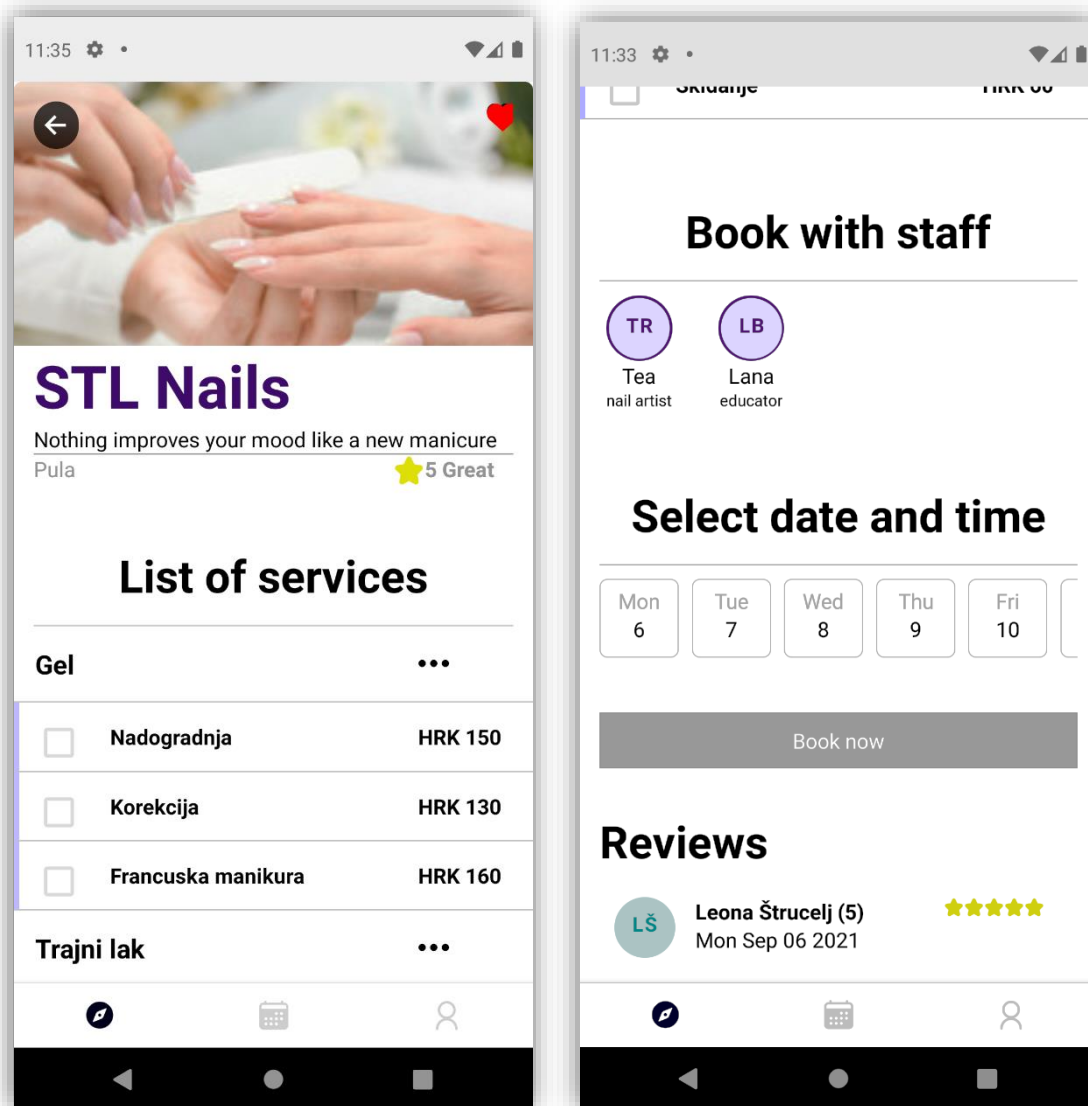 11:35
STL Nails
Nothing improves your mood like a new manicure
Pula
5 Great
List of services
Gel
Nadogradnja HRK 150
Korekcija HRK 130
Francuska manikura HRK 160
Trajni lak
11:33
Skidanje HRK 60
Book with staff
TR LB
Tea Lana
nail artist educator
Select date and time
Mon Tue Wed Thu Fri
6 7 8 9 10
Book now
Reviews
LŠ
Leona Štrucelj (5)
Mon Sep 06 2021